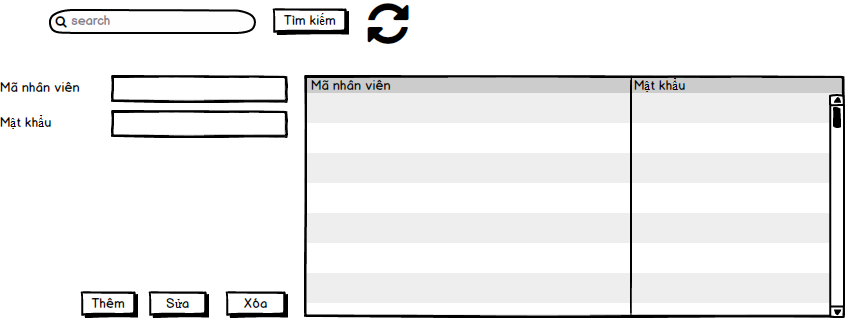 search
Tìm kiếm
Mã nhân viên
Mật khẩu
Mã nhân viên
Mật khẩu
Thêm
Sửa
Xóa